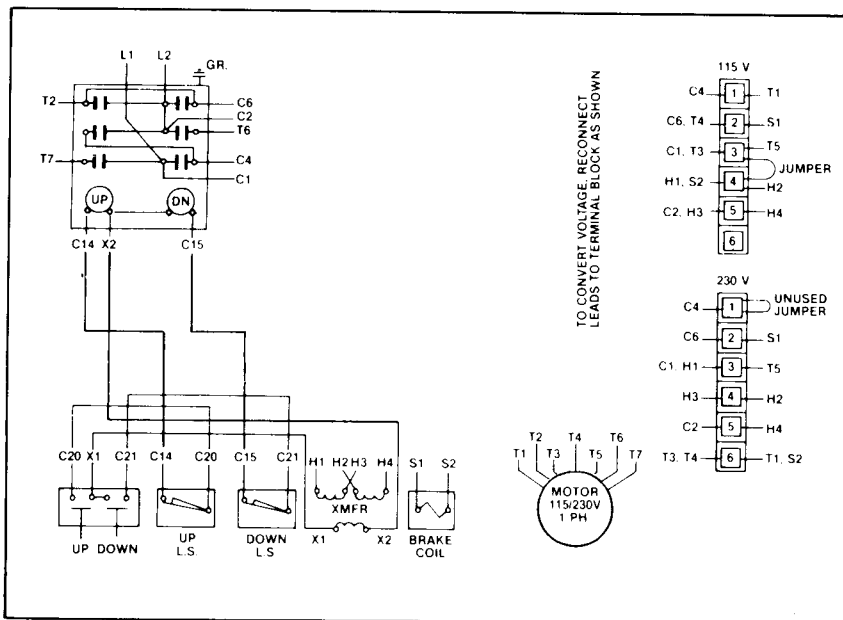 L1 L2
GR.
T2 C6
C2
T6
T7 C4
C1
UP DN
C14 X2 C15
C20 X1 C21 C14 C20 C15 C21 H1 H2 H3 H4 S1 S2
XMFR
X1 X2
UP DOWN
UP
L.S.
DOWN
L.S
BRAKE
COIL
TO CONVERT VOLTAGE, RECONNECT
LEADS TO TERMINAL BLOCK AS SHOWN
T1 T2 T3 T4 T5 T6 T7
MOTOR
115/230V
1 PH
115 V
C4 1 T1
C6, T4 2 S1
C1, T3 3 T5
JUMPER
H1, S2 4 H2
C2, H3 5 H4
6
230 V
C4 1 UNUSED
JUMPER
C6 2 S1
C1, H1 3 T5
H3 4 H2
C2 5 H4
T3, T4 6 T1, S2